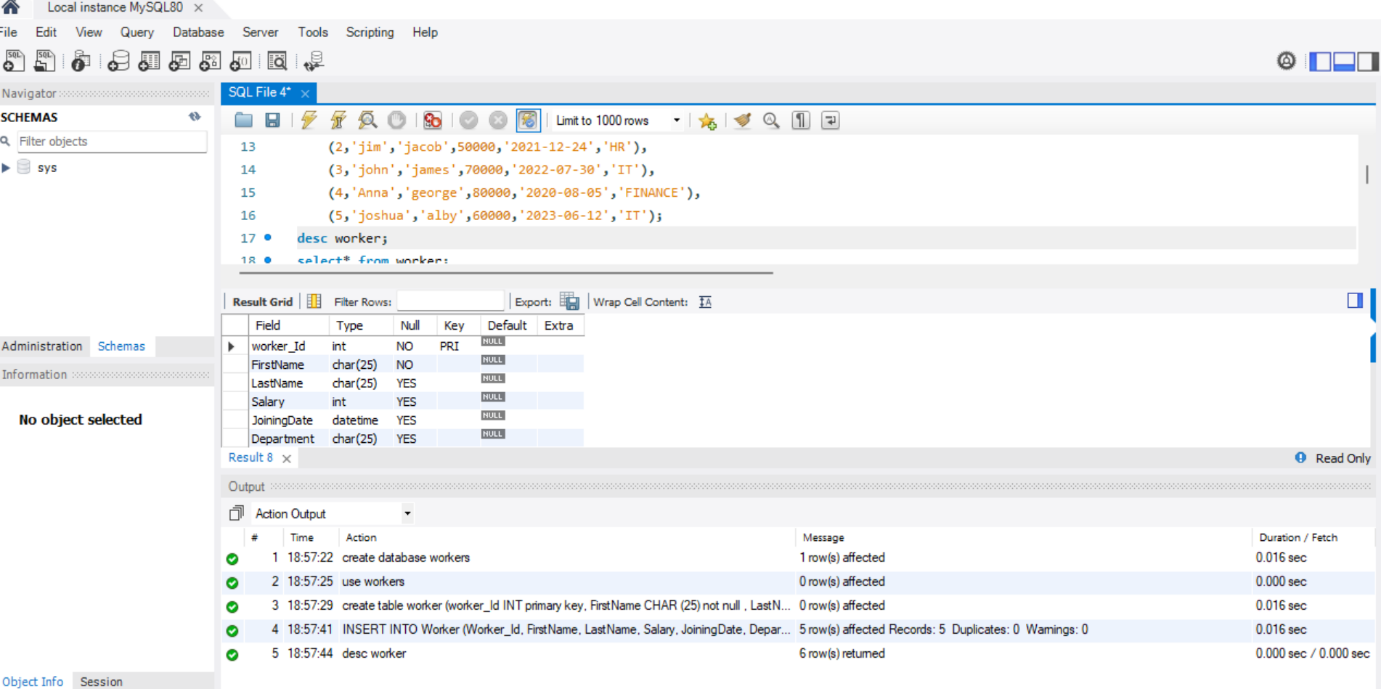 Local instance MySQL80 ×
File Edit View Query Database Server Tools Scripting Help
Navigator
SCHEMAS
Filter objects
sys
Administration Schemas
Information
No object selected
Object Info Session
SQL File 4* ×
Limit to 1000 rows
13 (2,'jim','jacob',50000,'2021-12-24','HR'),
14 (3,'john','james',70000,'2022-07-30','IT'),
15 (4,'Anna','george',80000,'2020-08-05','FINANCE'),
16 (5,'joshua','alby',60000,'2023-06-12','IT');
17 desc worker;
18 select* from worker;
Result Grid Filter Rows: Export: Wrap Cell Content: IA
Field Type Null Key Default Extra
worker_Id int NO PRI NULL
FirstName char(25) NO NULL
LastName char(25) YES NULL
Salary int YES NULL
JoiningDate datetime YES NULL
Department char(25) YES NULL
Result 8 × Read Only
Output
Action Output
# Time Action Message Duration / Fetch
1 18:57:22 create database workers 1 row(s) affected 0.016 sec
2 18:57:25 use workers 0 row(s) affected 0.000 sec
3 18:57:29 create table worker (worker_Id INT primary key, FirstName CHAR (25) not null , LastN... 0 row(s) affected 0.016 sec
4 18:57:41 INSERT INTO Worker (Worker_Id, FirstName, LastName, Salary, JoiningDate, Depar... 5 row(s) affected Records: 5 Duplicates: 0 Warnings: 0 0.016 sec
5 18:57:44 desc worker 6 row(s) returned 0.000 sec / 0.000 sec